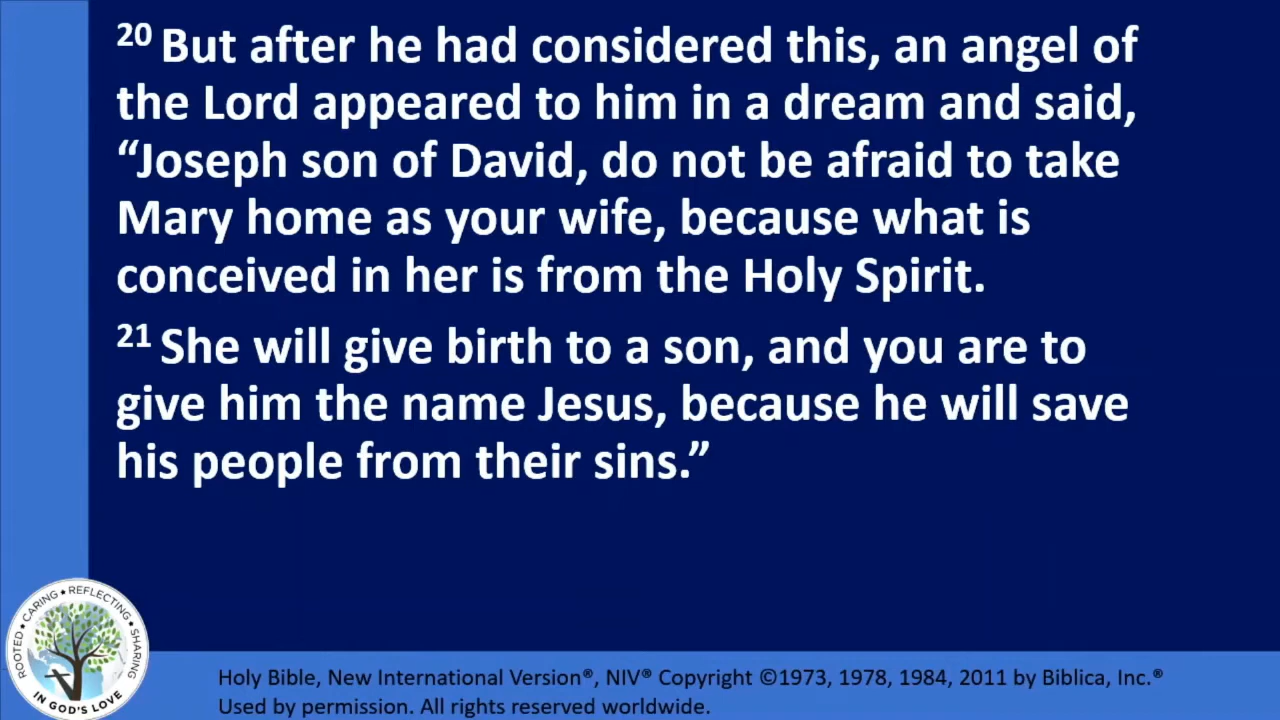 20 But after he had considered this, an angel of
the Lord appeared to him in a dream and said,
“Joseph son of David, do not be afraid to take
Mary home as your wife, because what is
conceived in her is from the Holy Spirit.
21 She will give birth to a son, and you are to
give him the name Jesus, because he will save
his people from their sins.”
ROOTED • CARING • REFLECTING • SHARING
IN GOD'S LOVE
Holy Bible, New International Version®, NIV® Copyright ©1973, 1978, 1984, 2011 by Biblica, Inc.®
Used by permission. All rights reserved worldwide.